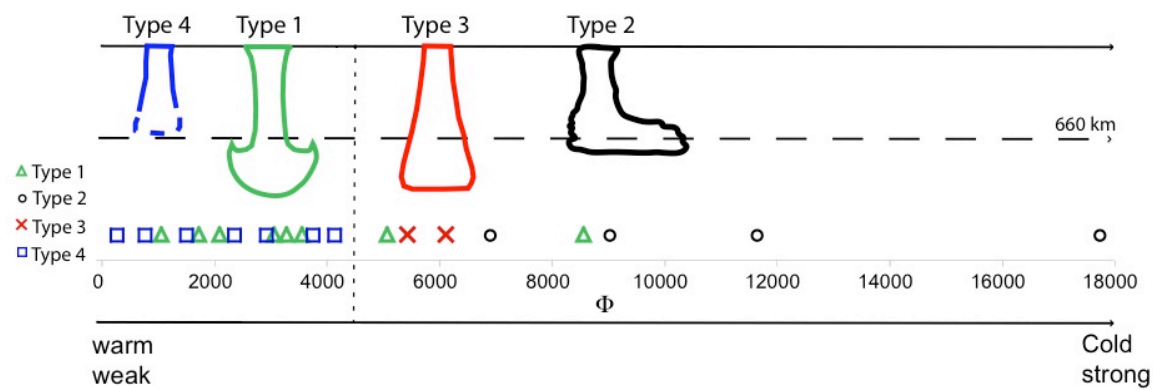 Type 4 Type 1 Type 3 Type 2
660 km
Type 1
Type 2
Type 3
Type 4
0 2000 4000 6000 8000 10000 12000 14000 16000 18000
Φ
warm Cold
weak strong